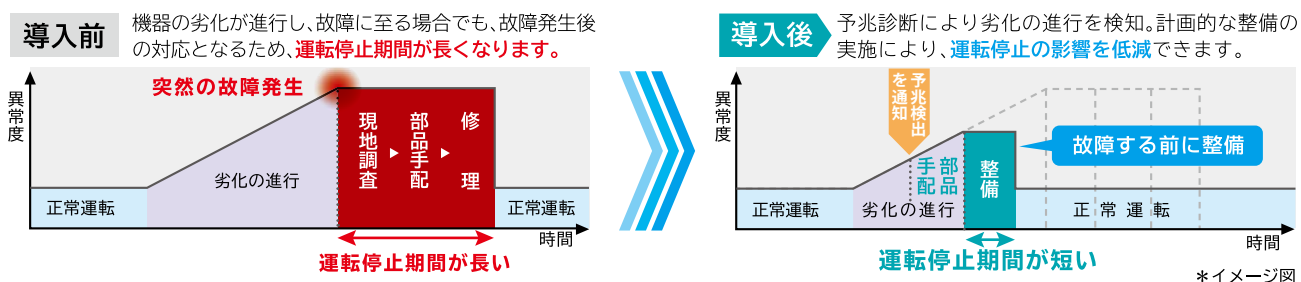 導入前
機器の劣化が進行し、故障に至る場合でも、故障発生後
の対応となるため、運転停止期間が長くなります。
異常度
突然の故障発生
現地調査
部品手配
修理
劣化の進行
正常運転
正常運転
時間
運転停止期間が長い
導入後
予兆診断により劣化の進行を検知。計画的な整備の
実施により、運転停止の影響を低減できます。
異常度
予兆検出
を通知
故障する前に整備
部品
手配
整備
正常運転
劣化の進行
正常運転
時間
運転停止期間が短い
＊イメージ図